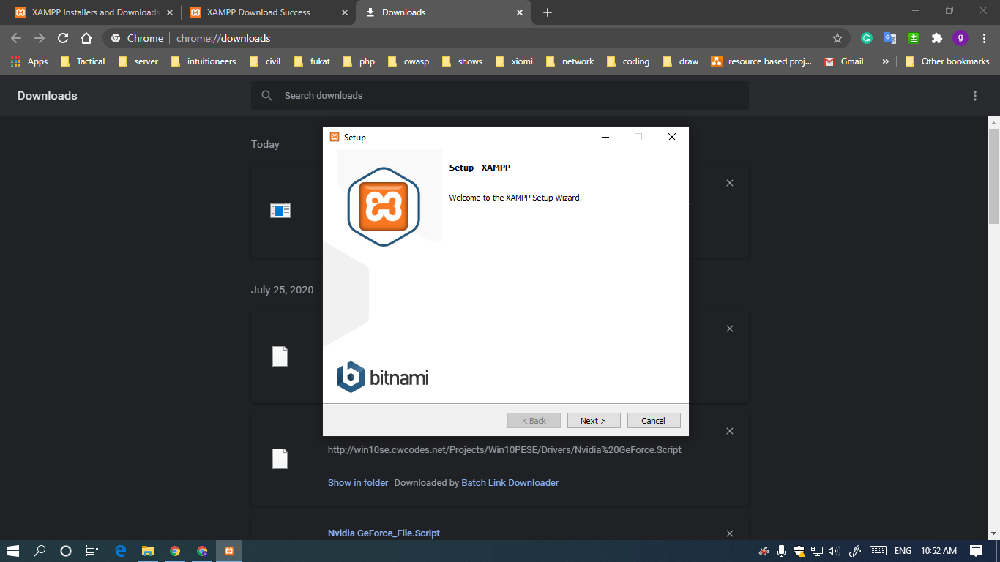 XAMPP Installers and Downloads
XAMPP Download Success
Downloads
Chrome
chrome://downloads
g
Apps
Tactical
server
intuitioneers
civil
fukat
php
owasp
shows
xiomi
network
coding
draw
resource based proj...
Gmail
»
Other bookmarks
Downloads
Search downloads
Today
Setup
Setup - XAMPP
Welcome to the XAMPP Setup Wizard.
July 25, 2020
bitnami
< Back
Next >
Cancel
http://win10se.cwcodes.net/Projects/Win10PESE/Drivers/Nvidia%20GeForce.Script
Show in folder
Downloaded by Batch Link Downloader
Nvidia GeForce_File.Script
ENG
10:52 AM